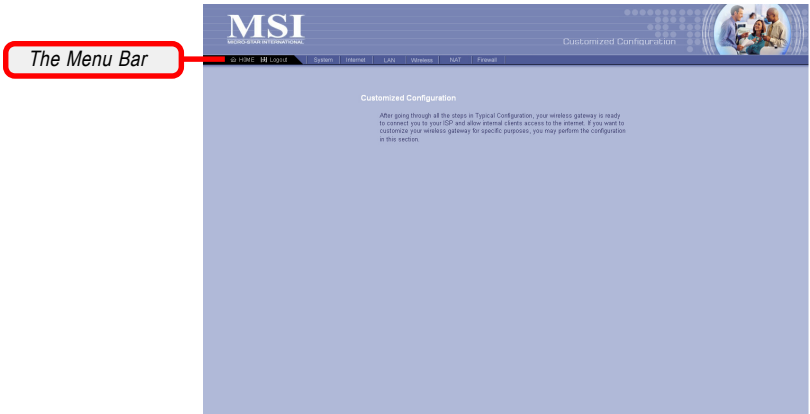 MSI
MICRO-STAR INTERNATIONAL
Customized Configuration
The Menu Bar
HOME Logout System Internet LAN Wireless NAT Firewall
Customized Configuration
After going through all the steps in Typical Configuration, your wireless gateway is ready
to connect you to your ISP and allow internal clients access to the internet. If you want to
customize your wireless gateway for specific purposes, you may perform the configuration
in this section.